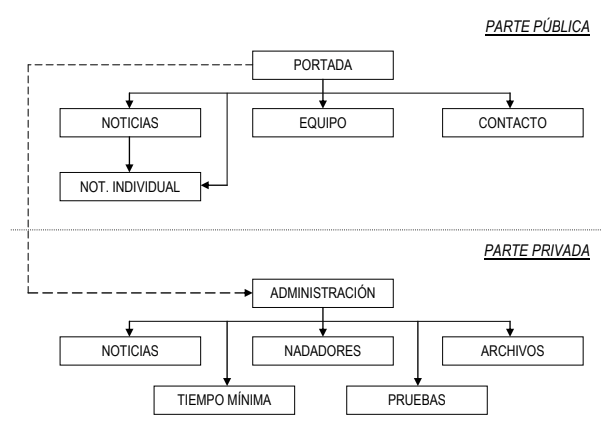 PARTE PÚBLICA
PORTADA
NOTICIAS
EQUIPO
CONTACTO
NOT. INDIVIDUAL
PARTE PRIVADA
ADMINISTRACIÓN
NOTICIAS
NADADORES
ARCHIVOS
TIEMPO MÍNIMA
PRUEBAS